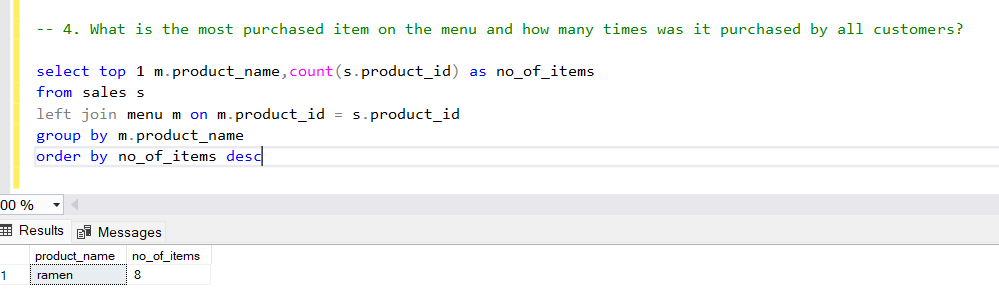 -- 4. What is the most purchased item on the menu and how many times was it purchased by all customers?
select top 1 m.product_name,count(s.product_id) as no_of_items
from sales s
left join menu m on m.product_id = s.product_id
group by m.product_name
order by no_of_items desc
00 %
Results Messages
product_name no_of_items
1 ramen 8